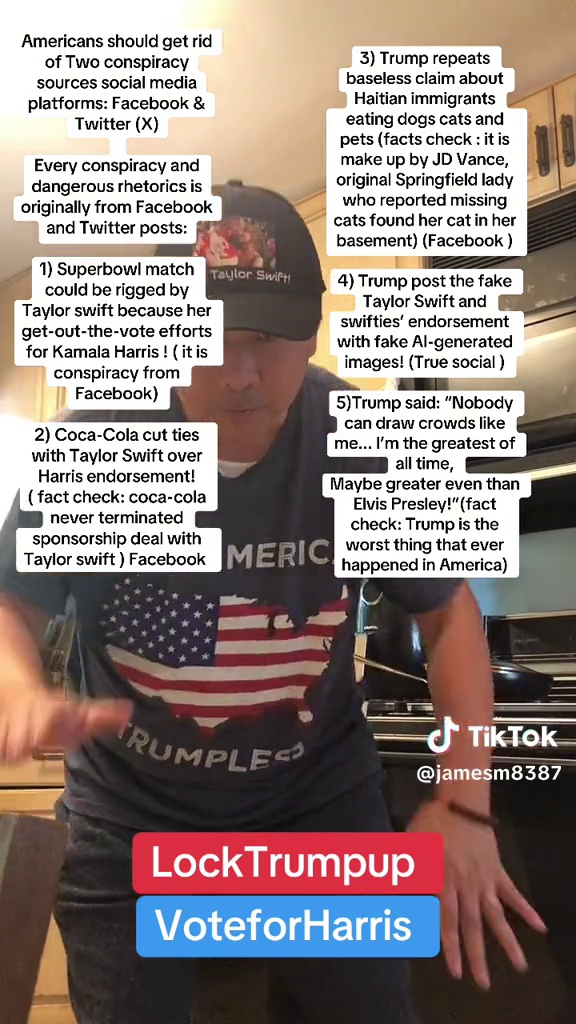 Americans should get rid
of Two conspiracy
sources social media
platforms: Facebook &
Twitter (X)
Every conspiracy and
dangerous rhetorics is
originally from Facebook
and Twitter posts:
1) Superbowl match
could be rigged by
Taylor swift because her
get-out-the-vote efforts
for Kamala Harris ! ( it is
conspiracy from
Facebook)
2) Coca-Cola cut ties
with Taylor Swift over
Harris endorsement!
( fact check: coca-cola
never terminated
sponsorship deal with
Taylor swift ) Facebook
3) Trump repeats
baseless claim about
Haitian immigrants
eating dogs cats and
pets (facts check : it is
make up by JD Vance,
original Springfield lady
who reported missing
cats found her cat in her
basement) (Facebook )
4) Trump post the fake
Taylor Swift and
swifties’ endorsement
with fake AI-generated
images! (True social )
5)Trump said: “Nobody
can draw crowds like
me... I’m the greatest of
all time,
Maybe greater even than
Elvis Presley!”(fact
check: Trump is the
worst thing that ever
happened in America)
Taylor Swift!
MERICA
TRUMPLESS
TikTok
@jamesm8387
LockTrumpup
VoteforHarris